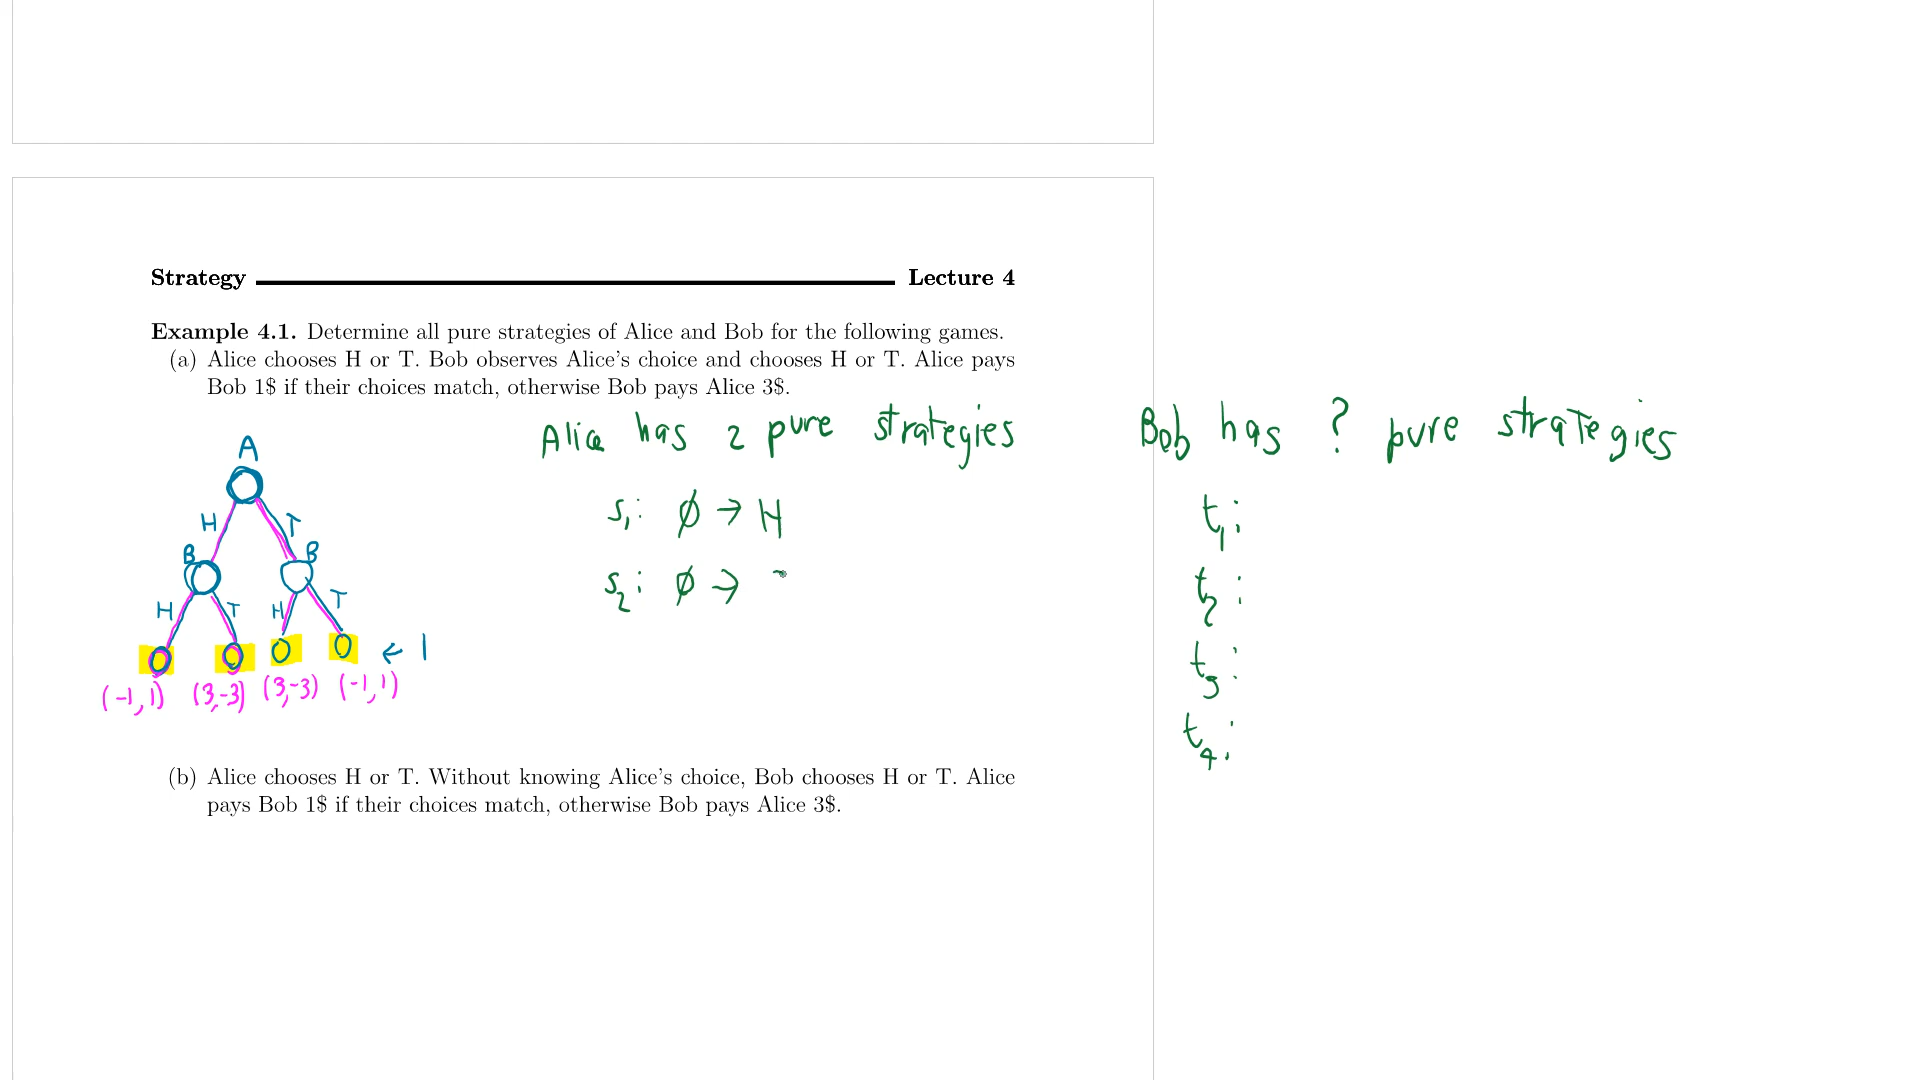 Strategy Lecture 4
Example 4.1. Determine all pure strategies of Alice and Bob for the following games.
(a) Alice chooses H or T. Bob observes Alice's choice and chooses H or T. Alice pays
Bob 1$ if their choices match, otherwise Bob pays Alice 3$.
Alice has 2 pure strategies
s₁: ∅ → H
s₂: ∅ →
Bob has ? pure strategies
t₁:
t₂:
t₃:
t₄:
A
H T
B B
H T H T
← 1
(-1,1) (3,-3) (3,-3) (-1,1)
(b) Alice chooses H or T. Without knowing Alice's choice, Bob chooses H or T. Alice
pays Bob 1$ if their choices match, otherwise Bob pays Alice 3$.